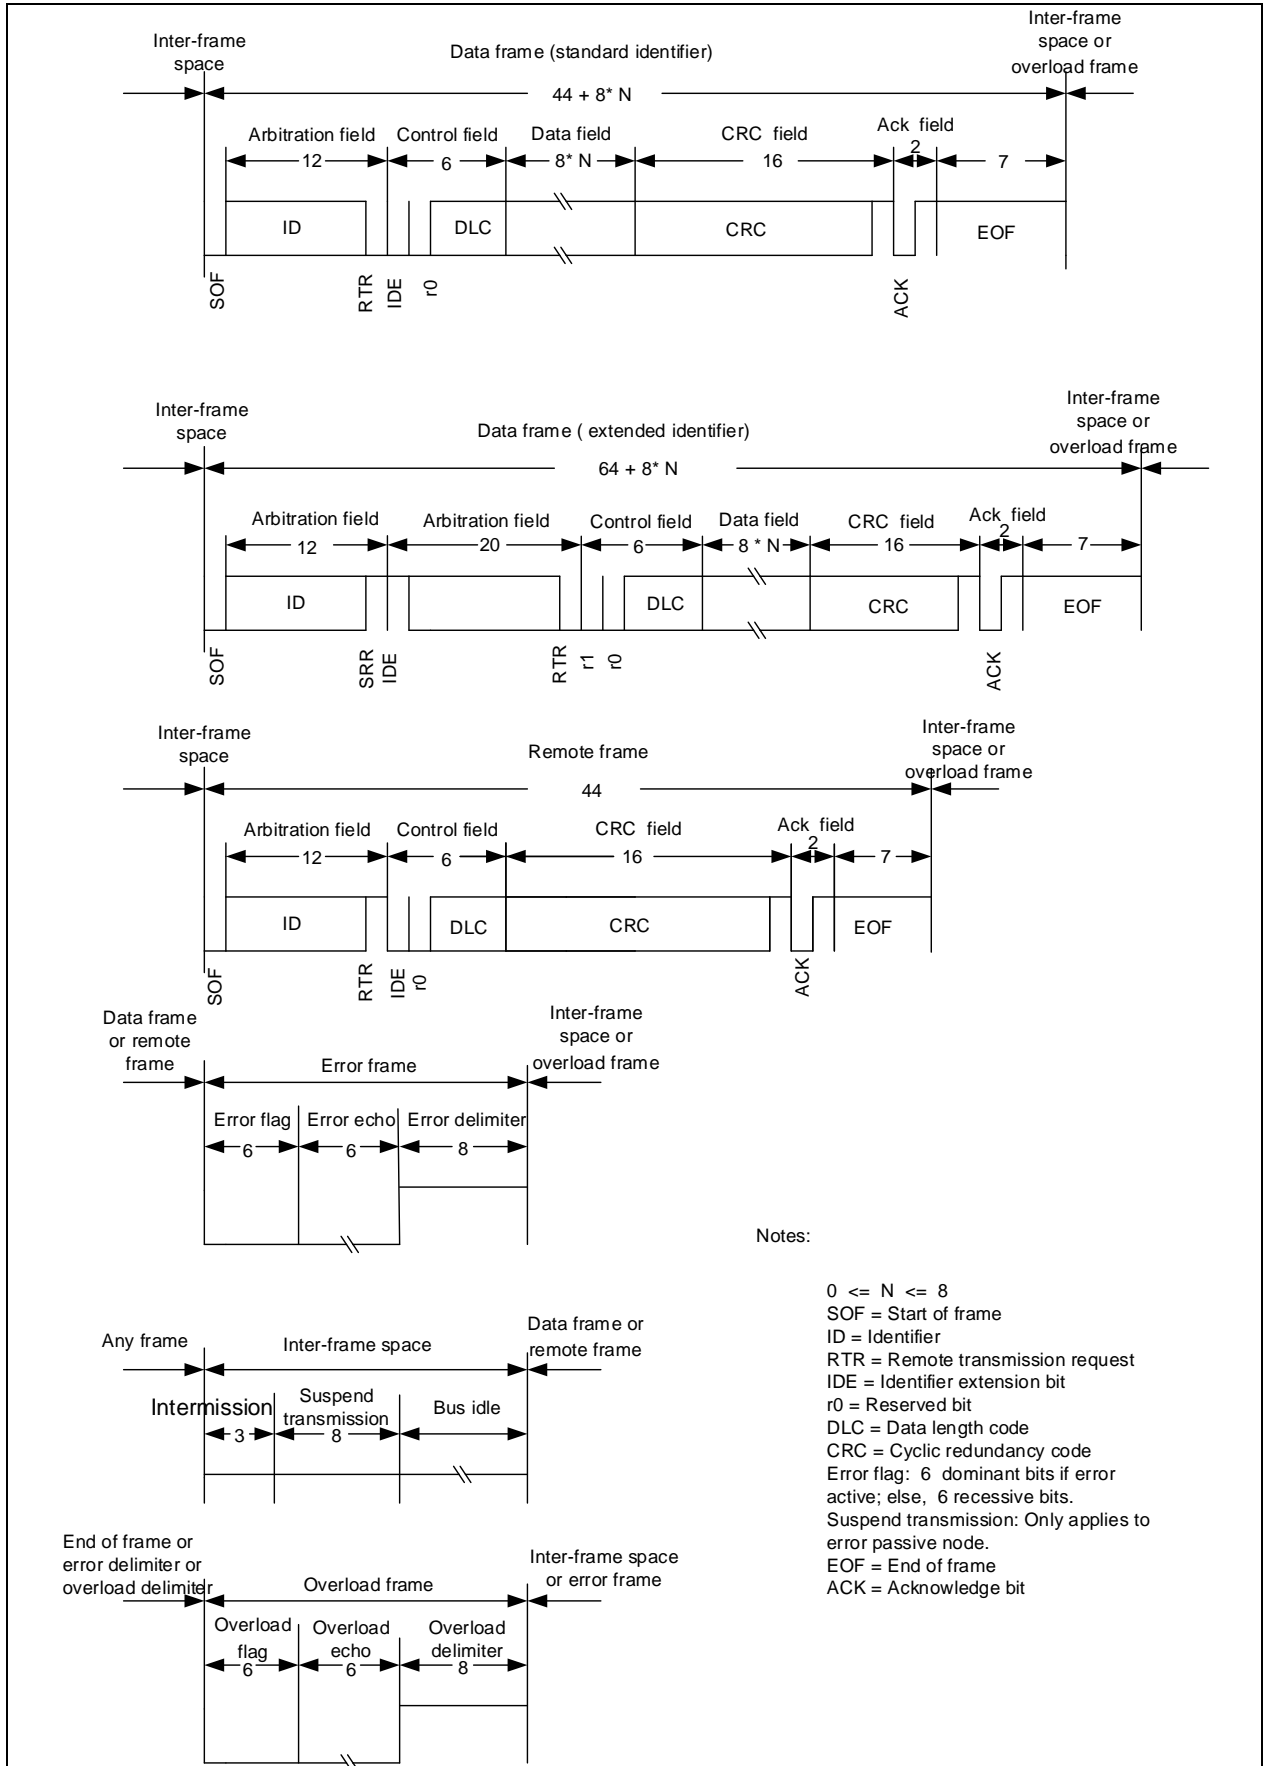 Inter-frame
space
Data frame (standard identifier)
Inter-frame
space or
overload frame
44 + 8* N
Arbitration field
Control field
Data field
CRC field
Ack field
12
6
8* N
16
2
7
ID
DLC
CRC
EOF
SOF
RTR
IDE
r0
ACK
Inter-frame
space
Data frame ( extended identifier)
Inter-frame
space or
overload frame
64 + 8* N
Arbitration field
Arbitration field
Control field
Data field
CRC field
Ack field
12
20
6
8 * N
16
2
7
ID
DLC
CRC
EOF
SOF
SRR
IDE
RTR
r1
r0
ACK
Inter-frame
space
Remote frame
Inter-frame
space or
overload frame
44
Arbitration field
Control field
CRC field
Ack field
12
6
16
2
7
ID
DLC
CRC
EOF
SOF
RTR
IDE
r0
ACK
Data frame
or remote
frame
Error frame
Inter-frame
space or
overload frame
Error flag
Error echo
Error delimiter
6
6
8
Any frame
Inter-frame space
Data frame or
remote frame
Intermission
Suspend
transmission
Bus idle
3
8
End of frame or
error delimiter or
overload delimiter
Overload frame
Inter-frame space
or error frame
Overload
flag
Overload
echo
Overload
delimiter
6
6
8
Notes:
0 <= N <= 8
SOF = Start of frame
ID = Identifier
RTR = Remote transmission request
IDE = Identifier extension bit
r0 = Reserved bit
DLC = Data length code
CRC = Cyclic redundancy code
Error flag: 6 dominant bits if error
active; else, 6 recessive bits.
Suspend transmission: Only applies to
error passive node.
EOF = End of frame
ACK = Acknowledge bit